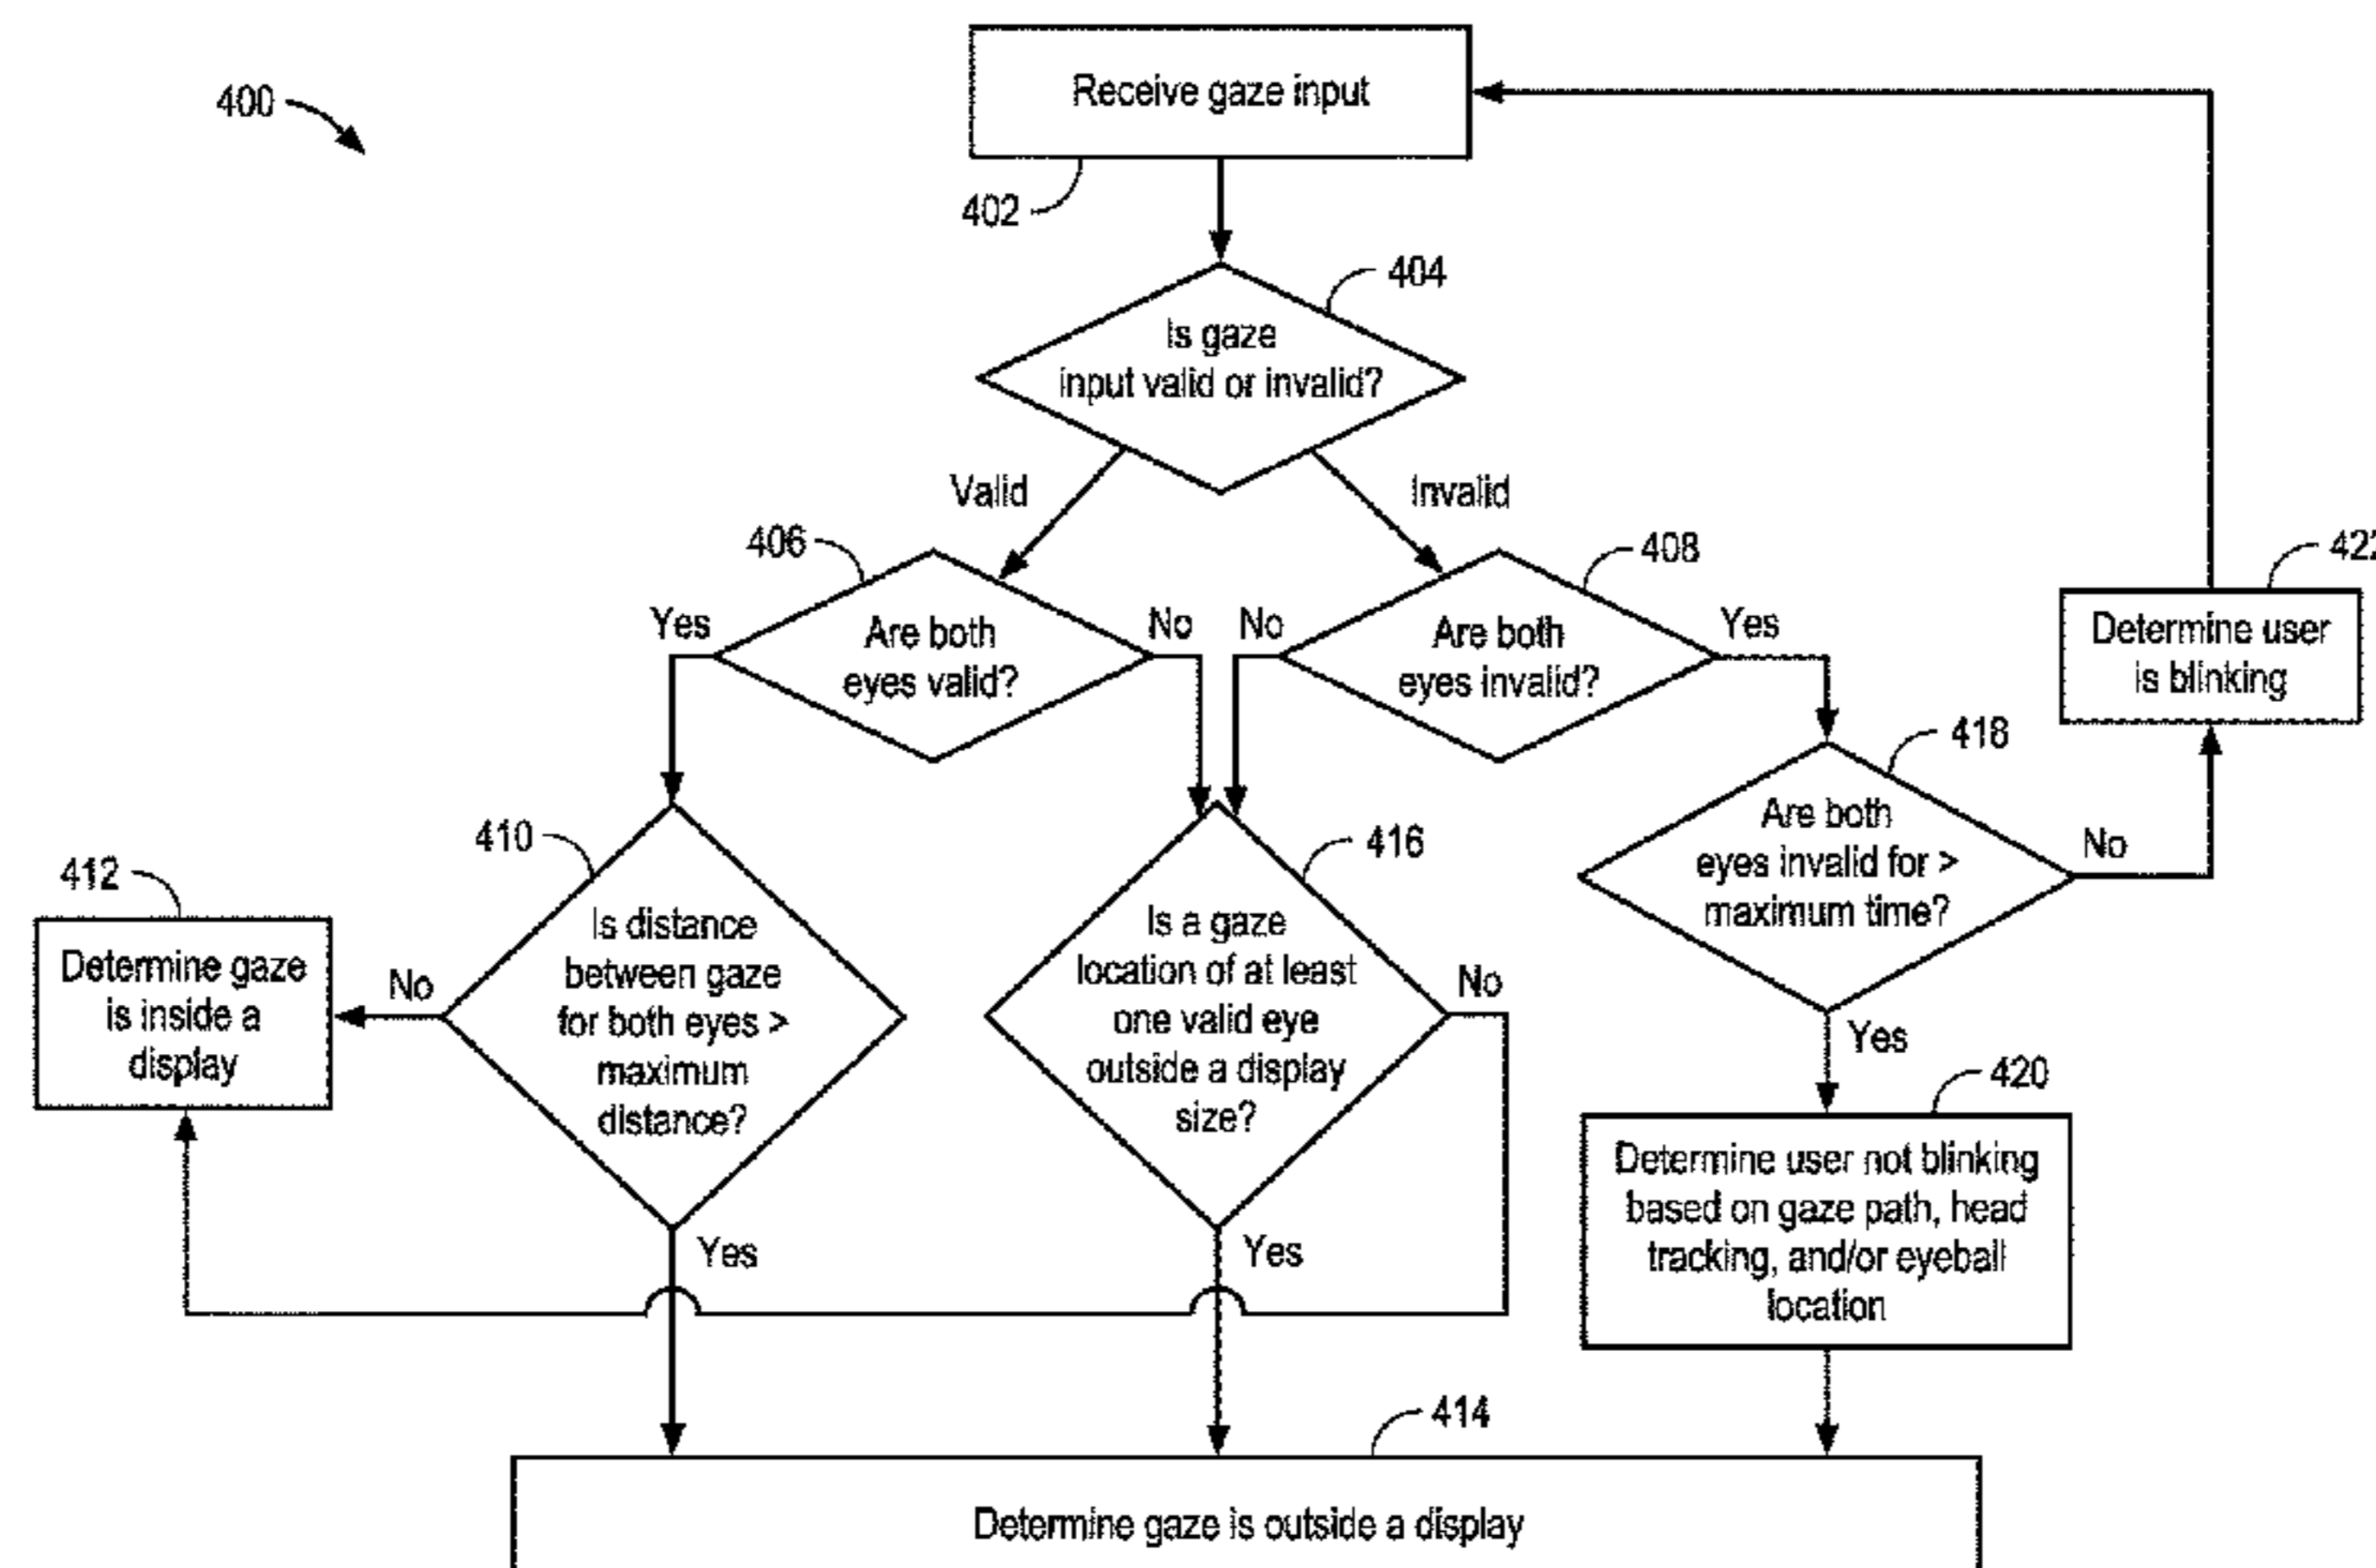 400
Receive gaze input
402
404
Is gaze
input valid or invalid?
Valid
Invalid
406
408
422
Yes
Are both
eyes valid?
No
No
Are both
eyes invalid?
Yes
Determine user
is blinking
418
Are both
eyes invalid for >
maximum time?
No
410
416
412
Determine gaze
is inside a
display
No
Is distance
between gaze
for both eyes >
maximum
distance?
Is a gaze
location of at least
one valid eye
outside a display
size?
No
Yes
420
Yes
Yes
Determine user not blinking
based on gaze path, head
tracking, and/or eyeball
location
414
Determine gaze is outside a display